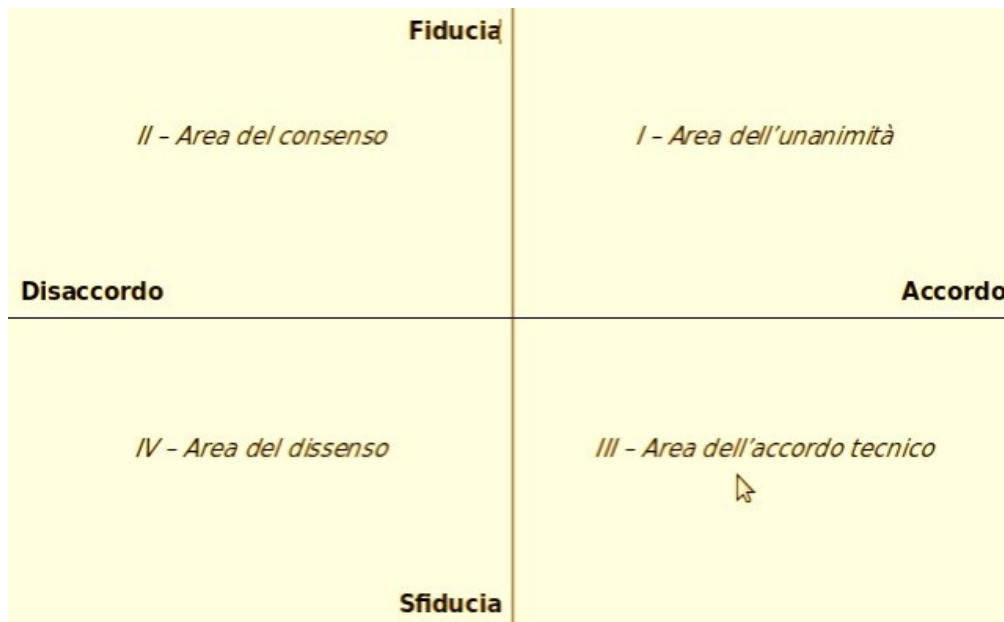 Fiducia
II – Area del consenso
I – Area dell’unanimità
Disaccordo
Accordo
IV – Area del dissenso
III – Area dell’accordo tecnico
Sfiducia